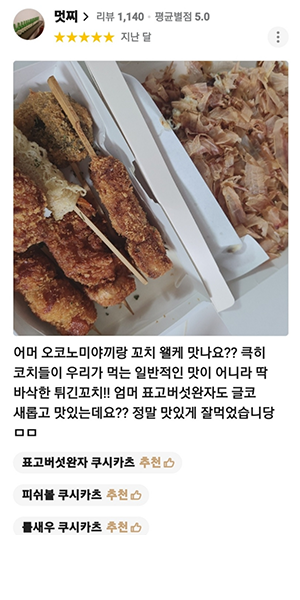 멋찌 >
리뷰 1,140 · 평균별점 5.0
지난 달
어머 오코노미야끼랑 꼬치 왤케 맛나요?? 특히
코치들이 우리가 먹는 일반적인 맛이 어니라 딱
바삭한 튀긴꼬치!! 엄머 표고버섯완자도 글코
새롭고 맛있는데요?? 정말 맛있게 잘먹었습니당
ㅁㅁ
표고버섯완자 쿠시카츠 추천
피쉬볼 쿠시카츠 추천
틀새우 쿠시카츠 추천